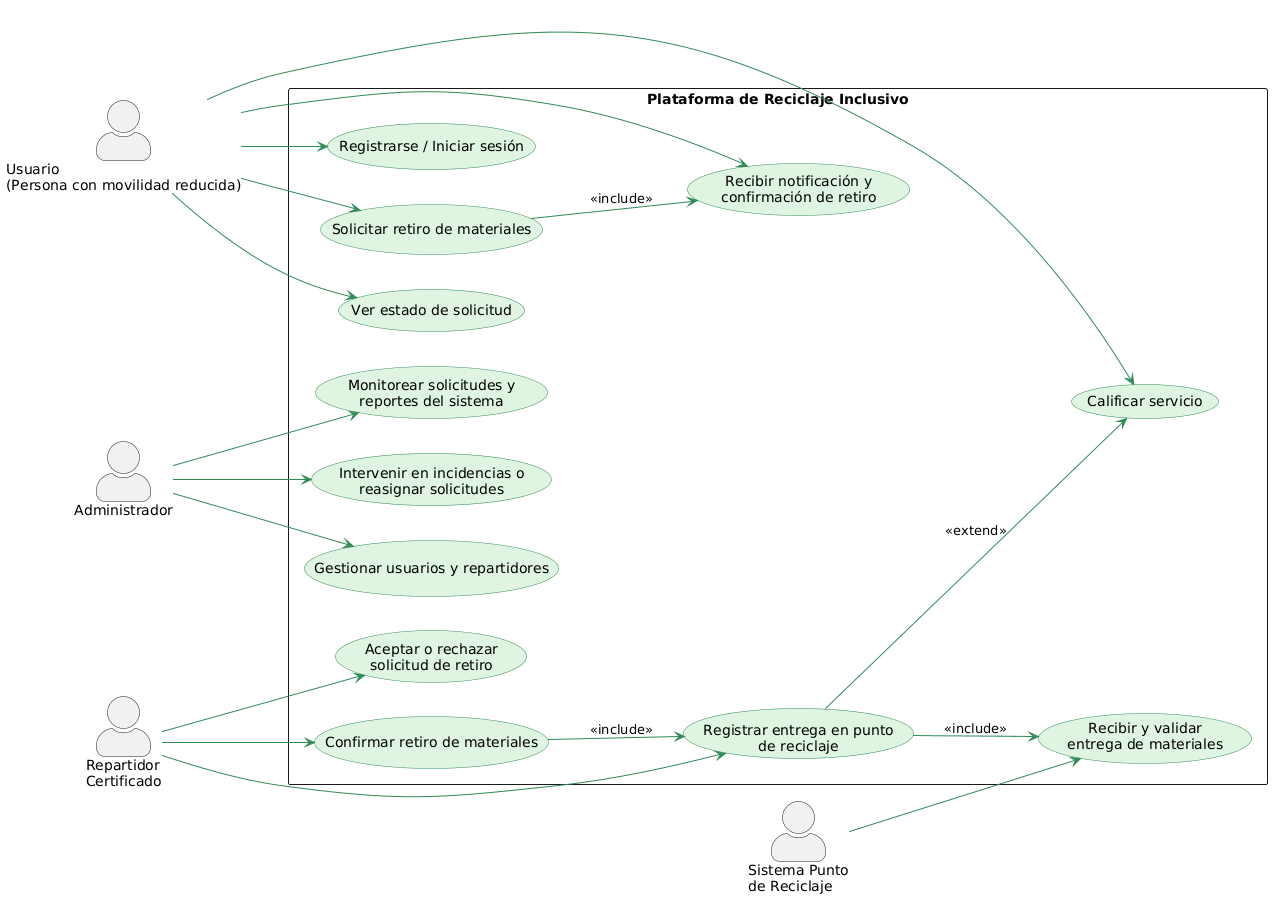 Plataforma de Reciclaje Inclusivo
Usuario
(Persona con movilidad reducida)
Registrarse / Iniciar sesión
Solicitar retiro de materiales
«include»
Recibir notificación y
confirmación de retiro
Ver estado de solicitud
Monitorear solicitudes y
reportes del sistema
Calificar servicio
Administrador
Intervenir en incidencias o
reasignar solicitudes
«extend»
Gestionar usuarios y repartidores
Aceptar o rechazar
solicitud de retiro
Repartidor
Certificado
Confirmar retiro de materiales
«include»
Registrar entrega en punto
de reciclaje
«include»
Recibir y validar
entrega de materiales
Sistema Punto
de Reciclaje